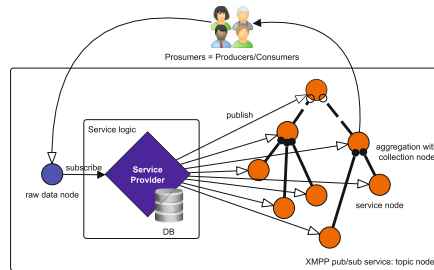 Prosumers = Producers/Consumers
publish
Service logic
subscribe
Service
Provider
raw data node
DB
aggregation with
collection node
service node
XMPP pub/sub service: topic node